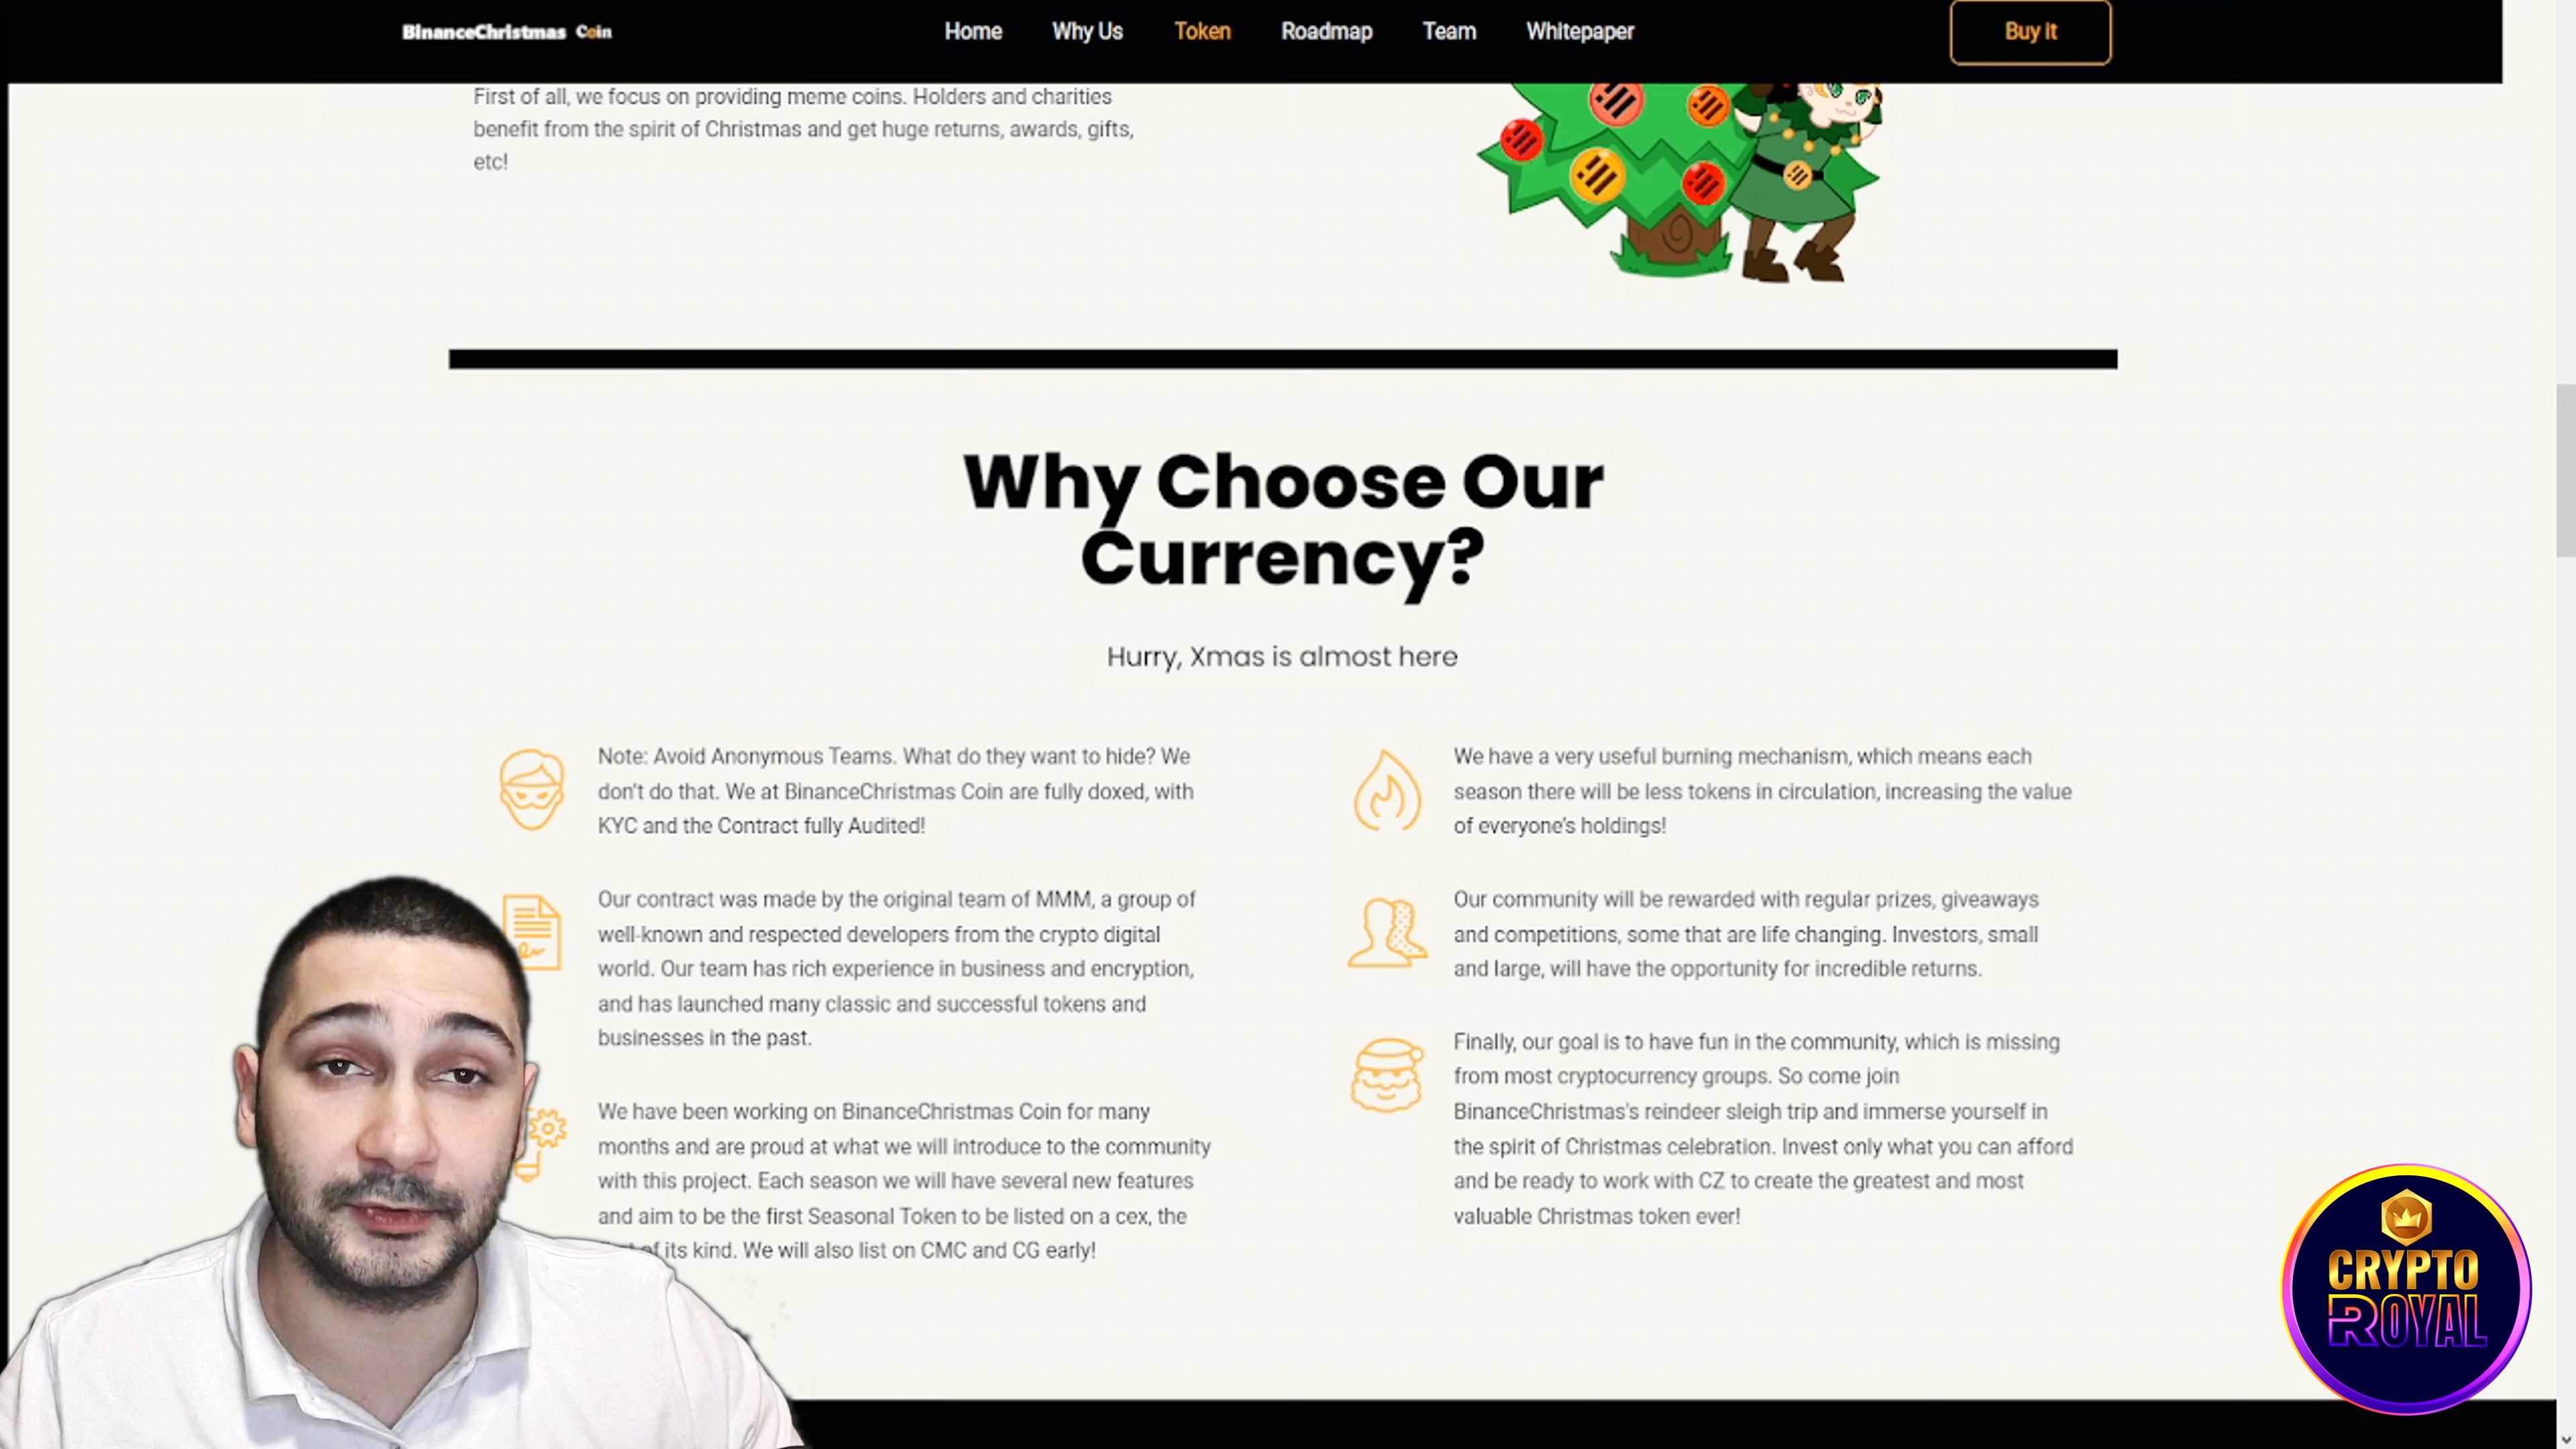 BinanceChristmas Coin
Home
Why Us
Token
Roadmap
Team
Whitepaper
Buy it
First of all, we focus on providing meme coins. Holders and charities
benefit from the spirit of Christmas and get huge returns, awards, gifts,
etc!
Why Choose Our
Currency?
Hurry, Xmas is almost here
Note: Avoid Anonymous Teams. What do they want to hide? We
don't do that. We at BinanceChristmas Coin are fully doxed, with
KYC and the Contract fully Audited!
Our contract was made by the original team of MMM, a group of
well-known and respected developers from the crypto digital
world. Our team has rich experience in business and encryption,
and has launched many classic and successful tokens and
businesses in the past.
We have been working on BinanceChristmas Coin for many
months and are proud at what we will introduce to the community
with this project. Each season we will have several new features
and aim to be the first Seasonal Token to be listed on a cex, the
of its kind. We will also list on CMC and CG early!
We have a very useful burning mechanism, which means each
season there will be less tokens in circulation, increasing the value
of everyone's holdings!
Our community will be rewarded with regular prizes, giveaways
and competitions, some that are life changing. Investors, small
and large, will have the opportunity for incredible returns.
Finally, our goal is to have fun in the community, which is missing
from most cryptocurrency groups. So come join
BinanceChristmas's reindeer sleigh trip and immerse yourself in
the spirit of Christmas celebration. Invest only what you can afford
and be ready to work with CZ to create the greatest and most
valuable Christmas token ever!
CRYPTO
ROYAL